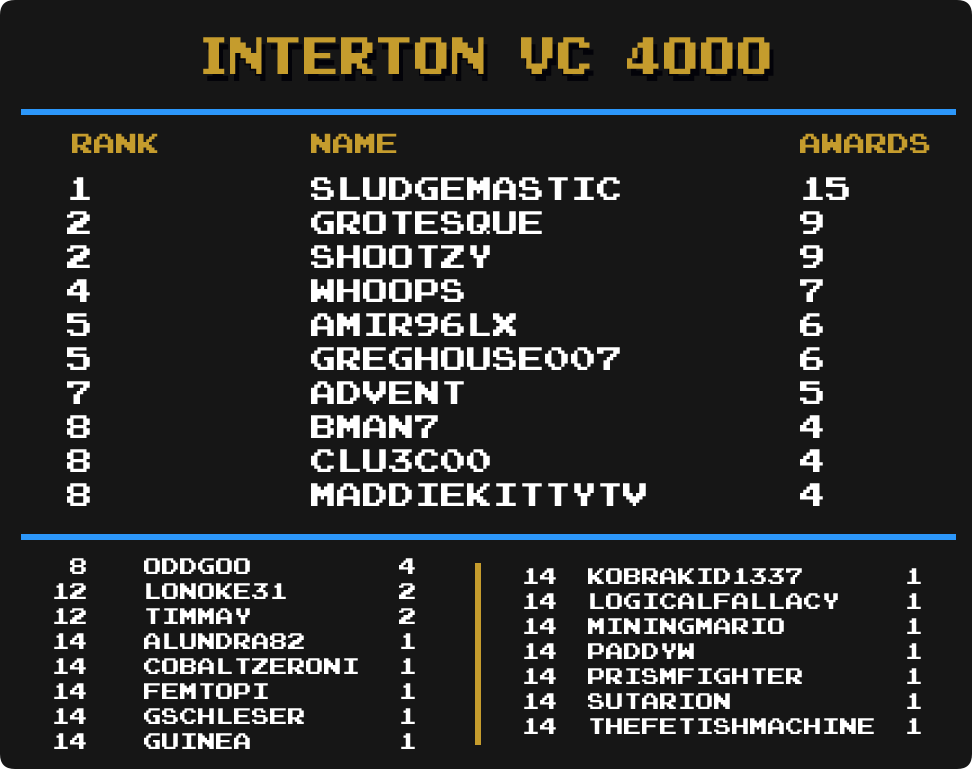 INTERTON VC 4000
RANK NAME AWARDS
1 SLUDGEMASTIC 15
2 GROTESQUE 9
2 SHOOTZY 9
4 WHOOPS 7
5 AMIR96LX 6
5 GREGHOUSE007 6
7 ADVENT 5
8 BMAN7 4
8 CLU3C00 4
8 MADDIEKITTYTV 4
8 ODDGOO 4
12 LONOKE31 2
12 TIMMAY 2
14 ALUNDRA82 1
14 COBALTZERONI 1
14 FEMTOPI 1
14 GSCHLESER 1
14 GUINEA 1
14 KOBRAKID1337 1
14 LOGICALFALLACY 1
14 MININGMARIO 1
14 PADDYW 1
14 PRISMFIGHTER 1
14 SUTARION 1
14 THEFETISHMACHINE 1